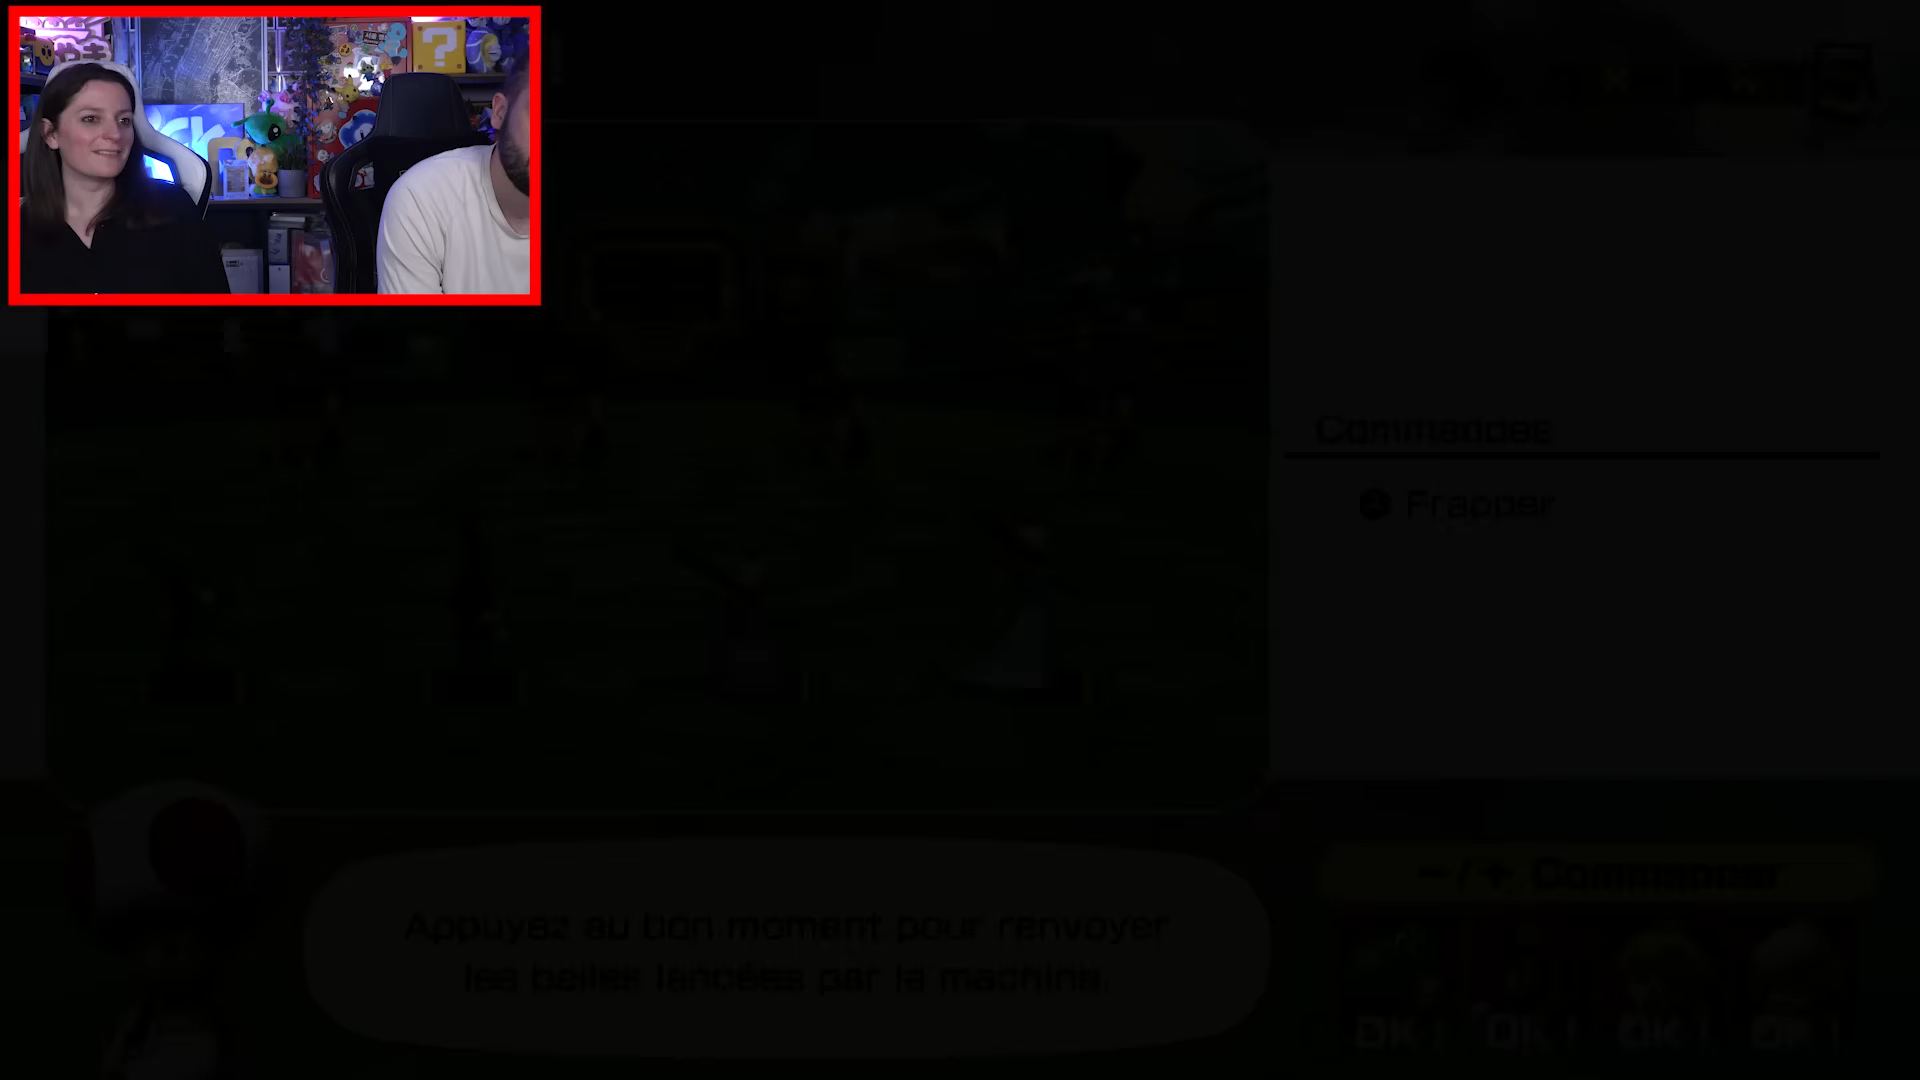 Commandes
Frapper
Appuyez au bon moment pour renvoyer
les balles lancées par la machine.
- / + Commencer
OK ! OK ! OK ! OK !